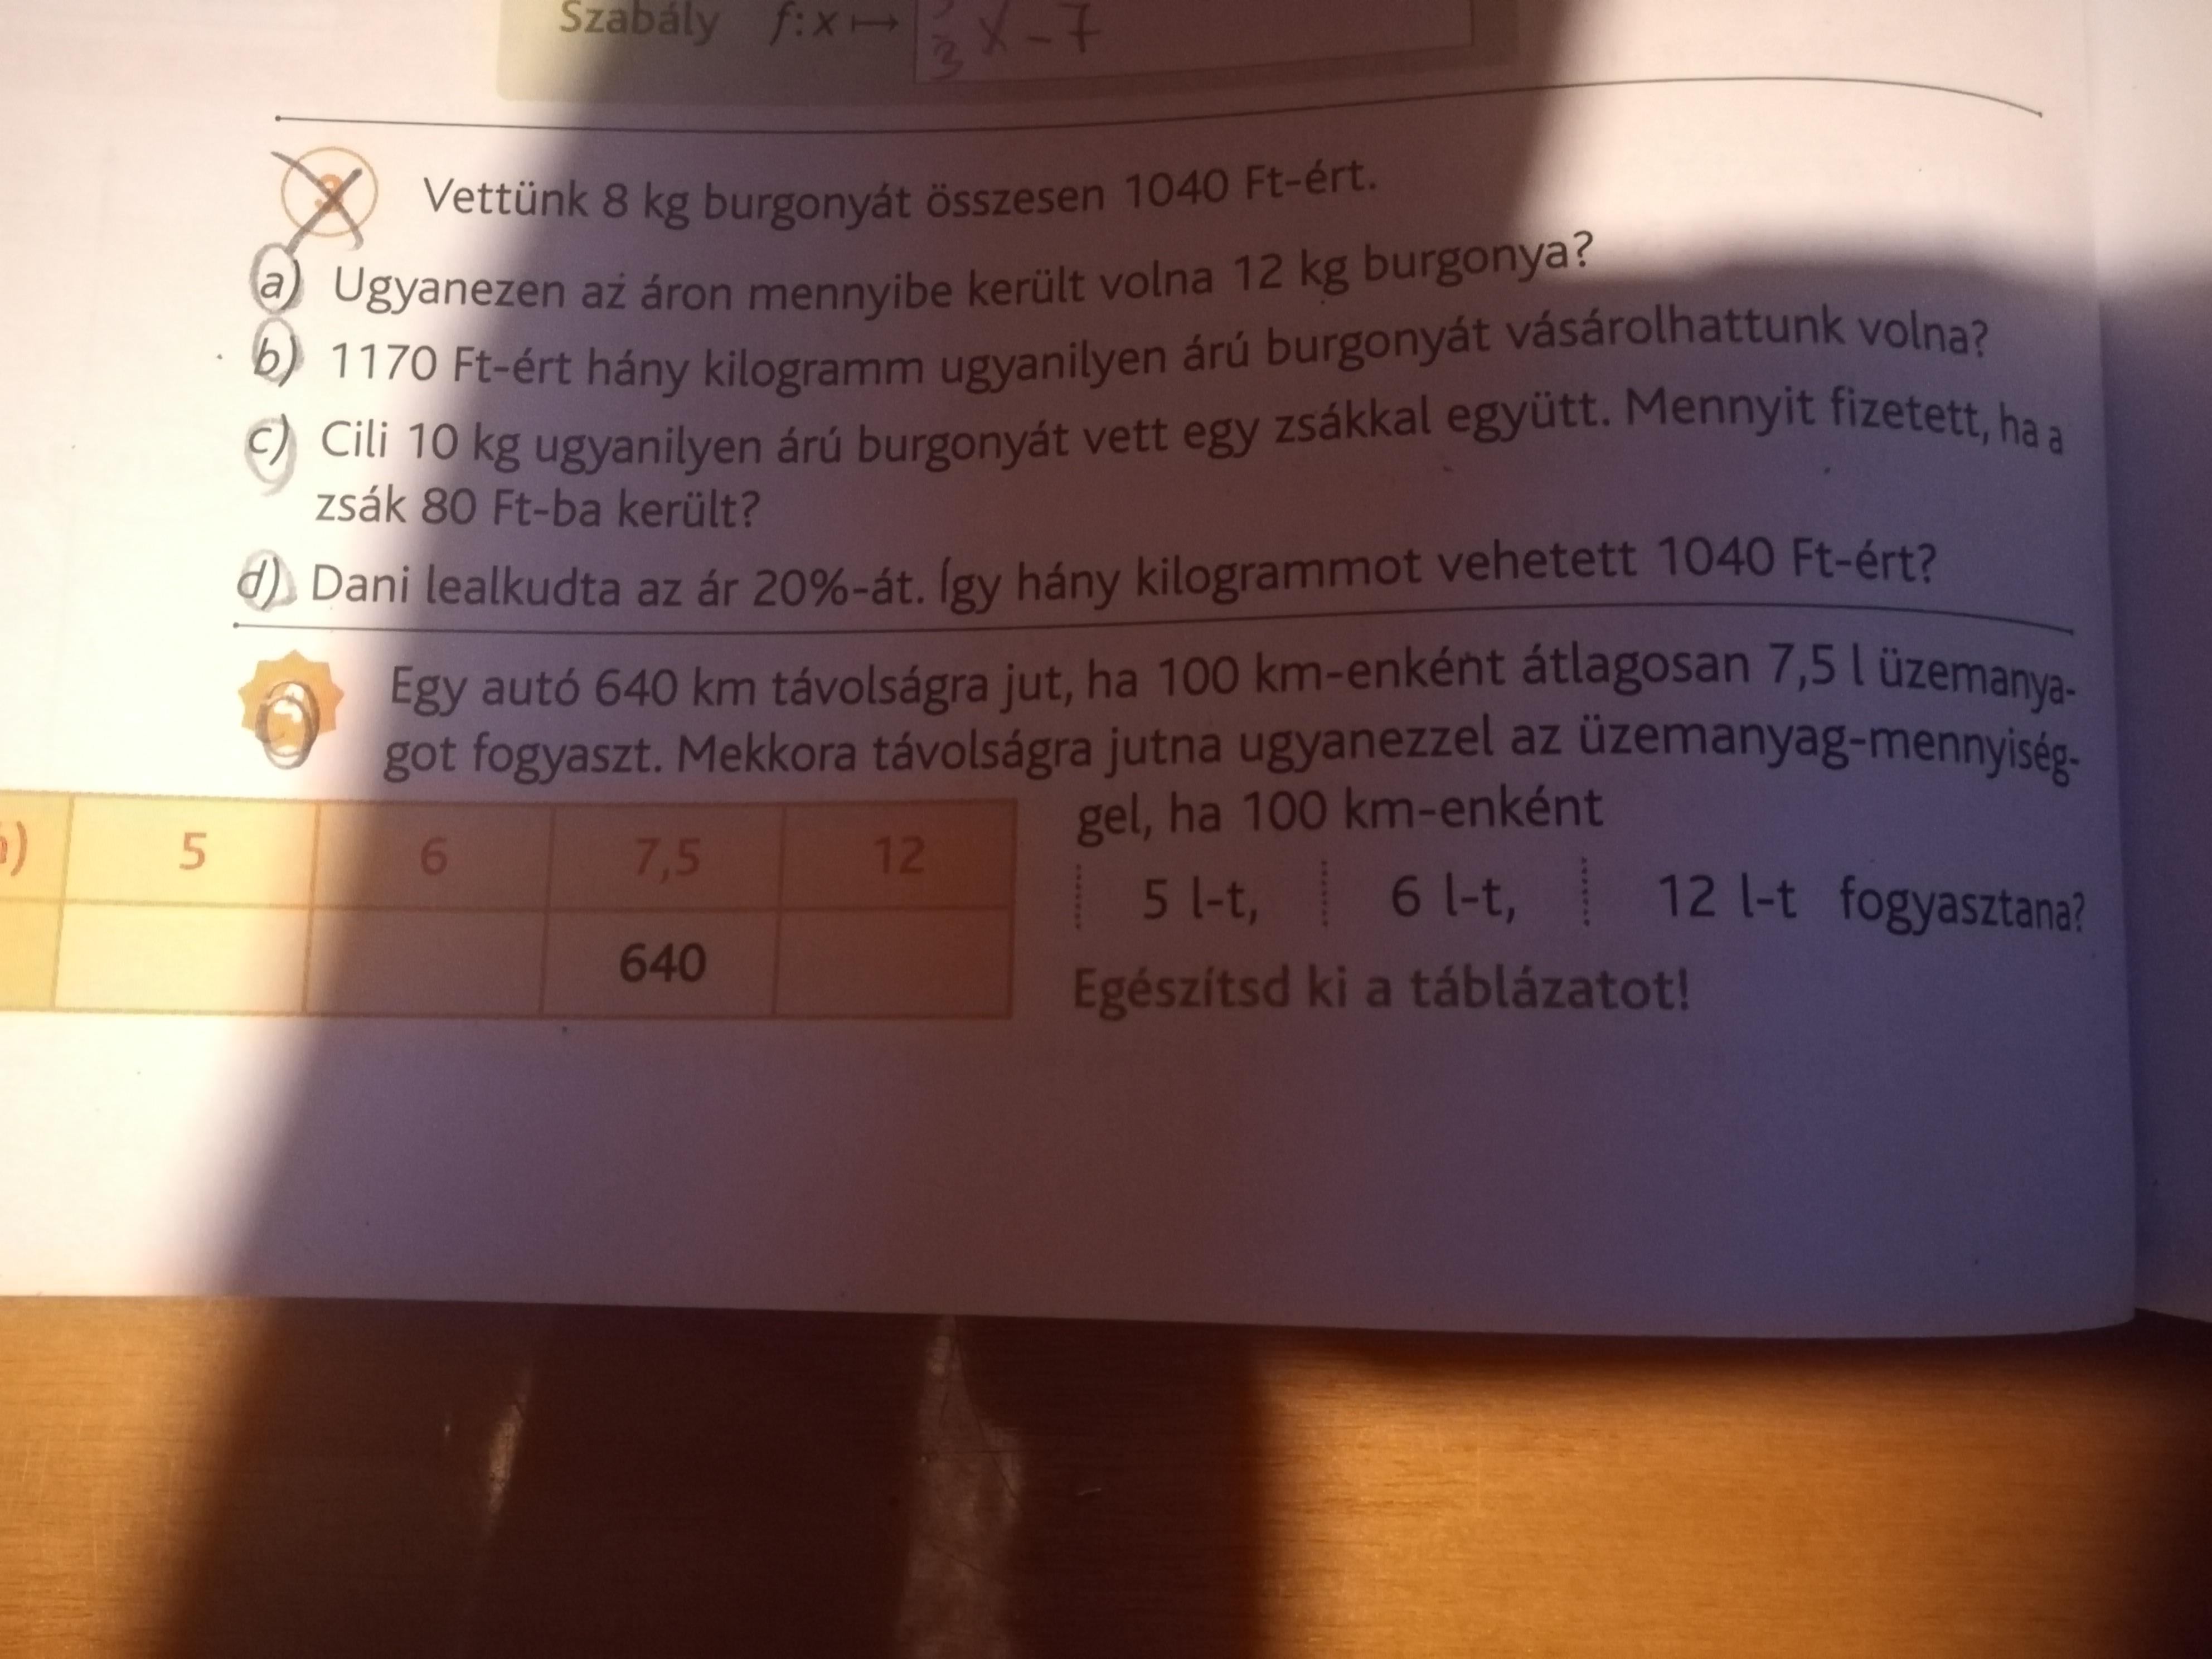 Szabály f: x ↦ 3 x - 7
Vettünk 8 kg burgonyát összesen 1040 Ft-ért.
a) Ugyanezen az áron mennyibe került volna 12 kg burgonya?
b) 1170 Ft-ért hány kilogramm ugyanilyen árú burgonyát vásárolhattunk volna?
c) Cili 10 kg ugyanilyen árú burgonyát vett egy zsákkal együtt. Mennyit fizetett, ha a
zsák 80 Ft-ba került?
d) Dani lealkudta az ár 20%-át. Így hány kilogrammot vehetett 1040 Ft-ért?
Egy autó 640 km távolságra jut, ha 100 km-enként átlagosan 7,5 l üzemanya-
got fogyaszt. Mekkora távolságra jutna ugyanezzel az üzemanyag-mennyiség-
gel, ha 100 km-enként
5 l-t, 6 l-t, 12 l-t fogyasztana?
Egészítsd ki a táblázatot!
5 6 7,5 12
640